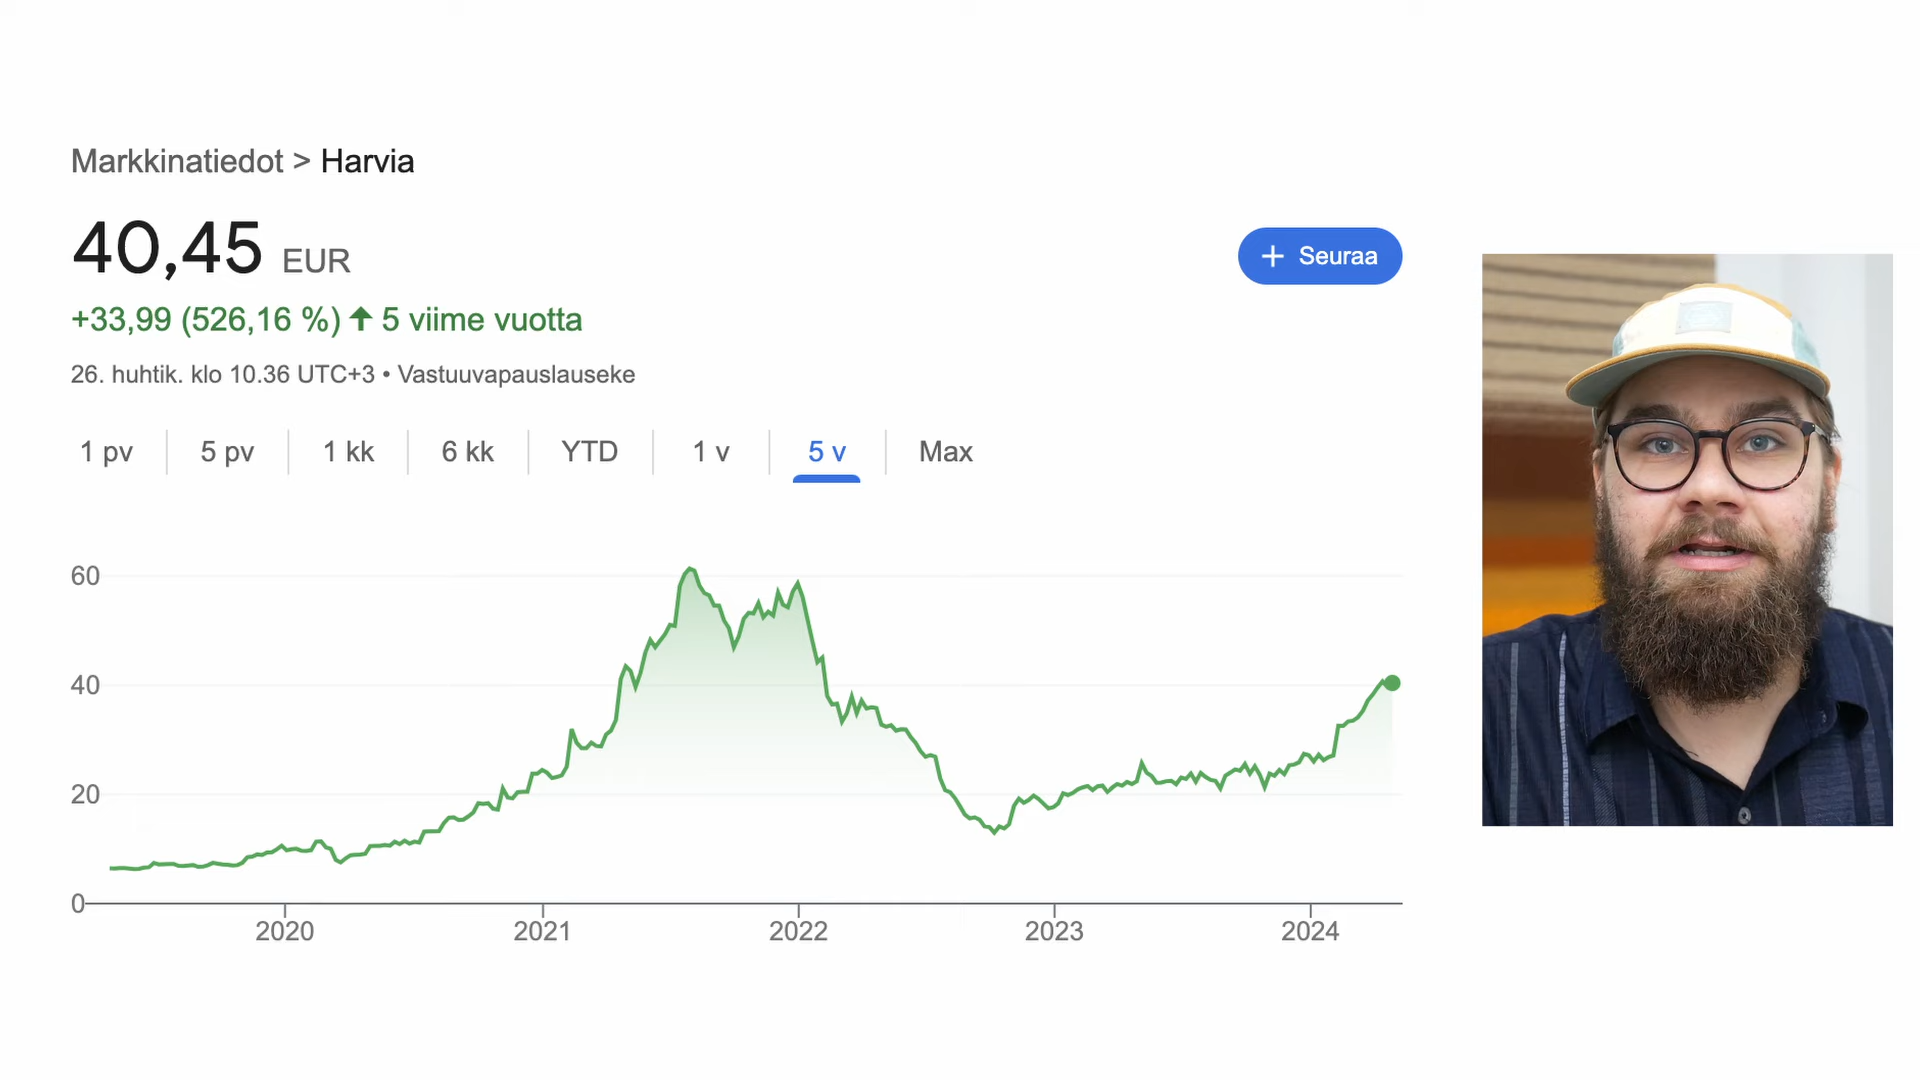 Markkinatiedot > Harvia
40,45 EUR
+ Seuraa
+33,99 (526,16 %) ↑ 5 viime vuotta
26. huhtik. klo 10.36 UTC+3 • Vastuuvapauslauseke
1 pv 5 pv 1 kk 6 kk YTD 1 v 5 v Max
60
40
20
0
2020 2021 2022 2023 2024